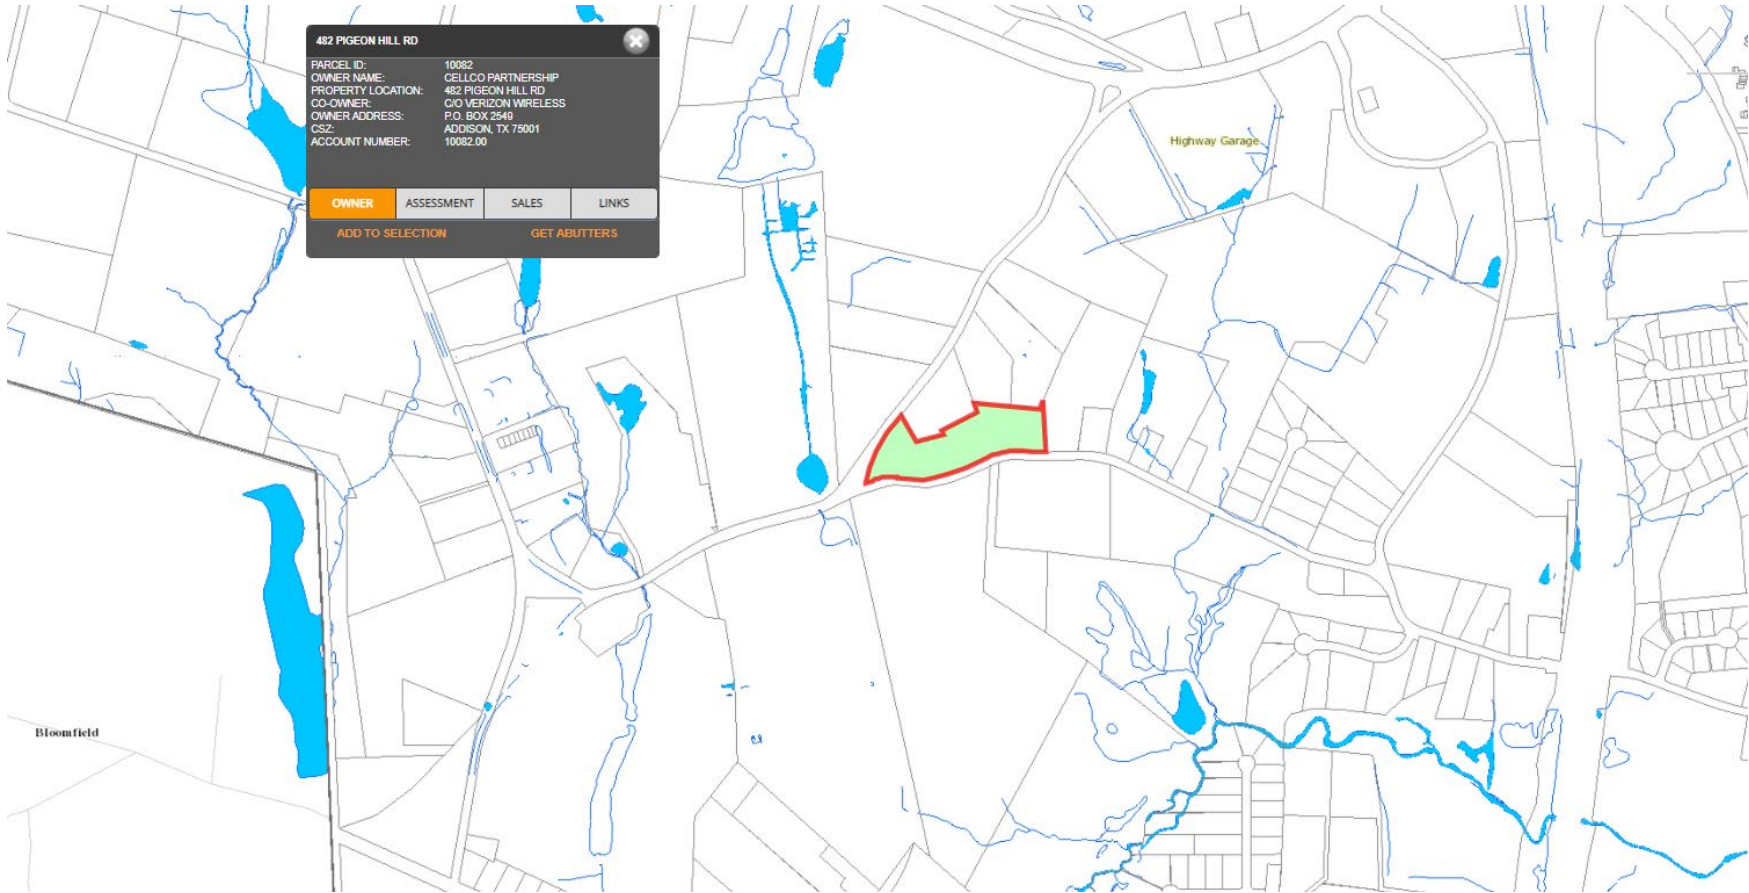 482 PIGEON HILL RD
PARCEL ID: 10082
OWNER NAME: CELLCO PARTNERSHIP
PROPERTY LOCATION: 482 PIGEON HILL RD
CO-OWNER: C/O VERIZON WIRELESS
OWNER ADDRESS: P.O. BOX 2549
CSZ: ADDISON, TX 75001
ACCOUNT NUMBER: 10082.00
OWNER ASSESSMENT SALES LINKS
ADD TO SELECTION GET ABUTTERS
Highway Garage
Bloomfield